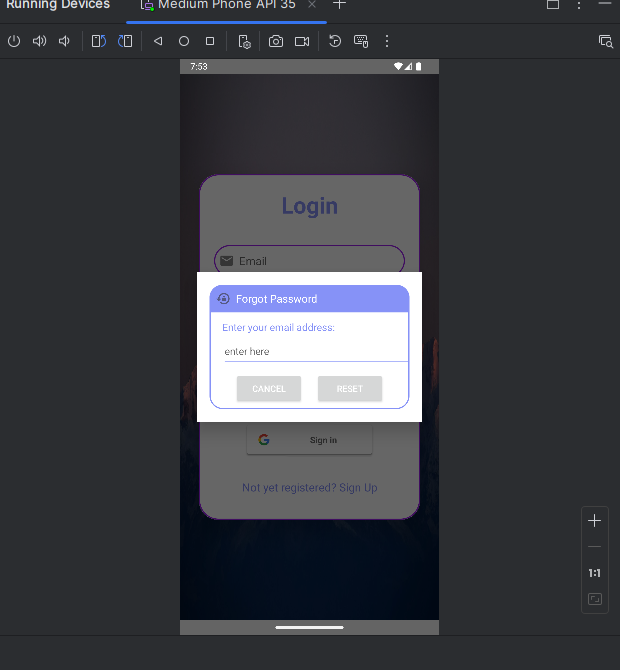 Running Devices
Medium Phone API 35
7:53
Login
Email
Forgot Password
Enter your email address:
enter here
CANCEL
RESET
Sign in
Not yet registered? Sign Up
1:1